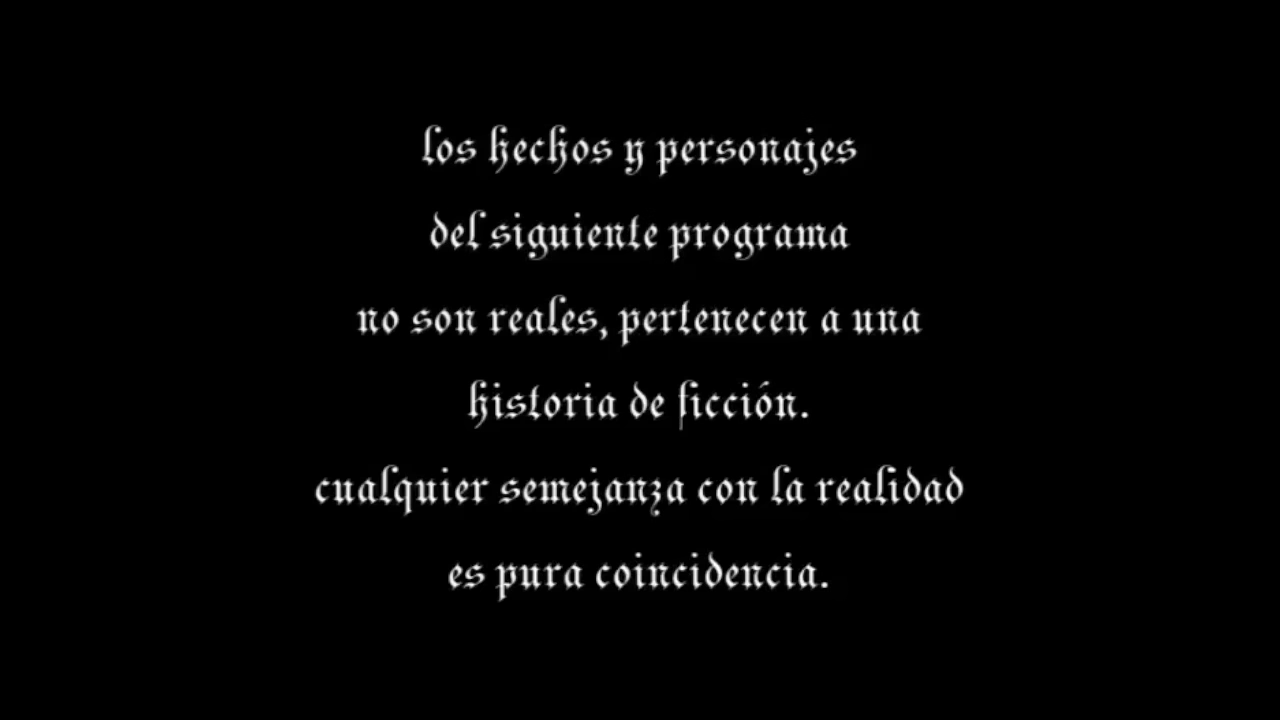 los hechos y personajes
del siguiente programa
no son reales, pertenecen a una
historia de ficción.
cualquier semejanza con la realidad
es pura coincidencia.